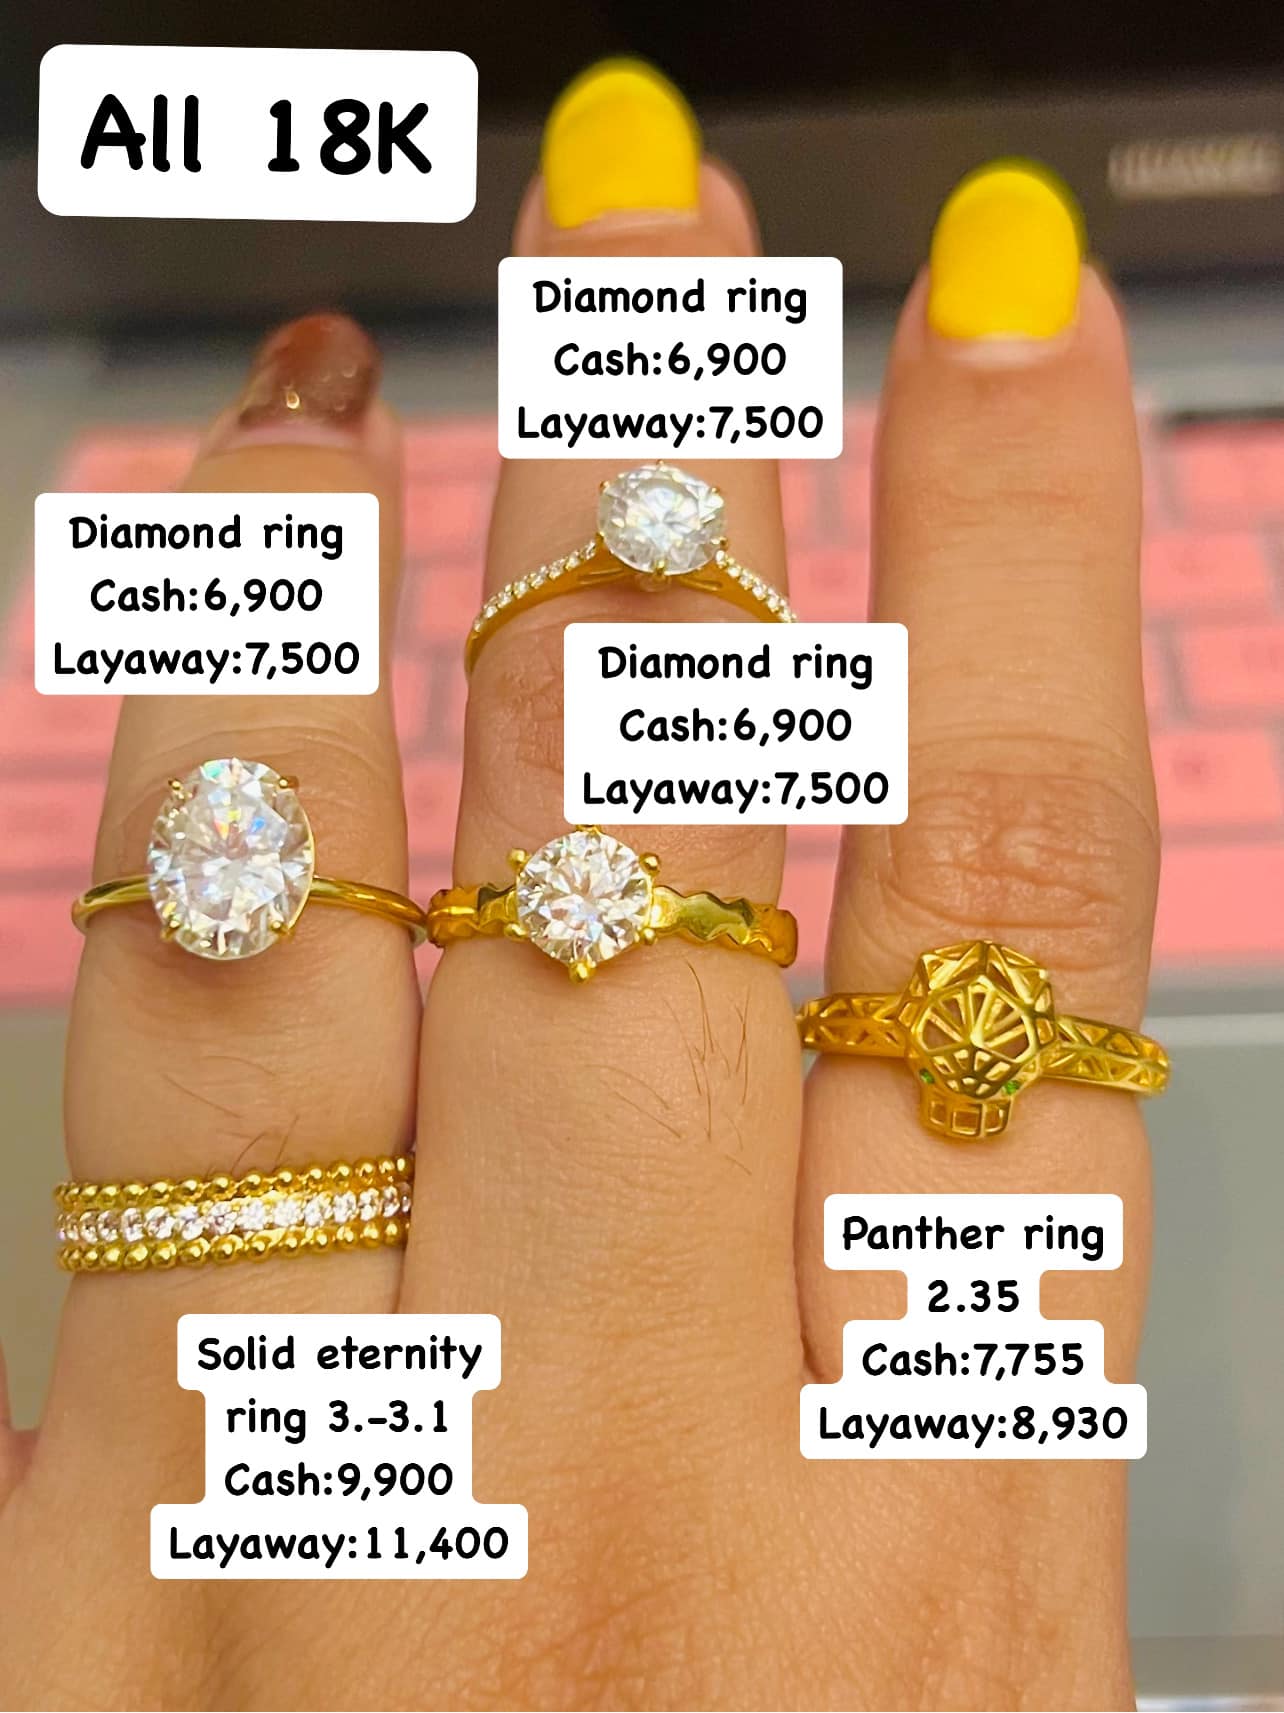 All 18K
Diamond ring
Cash:6,900
Layaway:7,500
Diamond ring
Cash:6,900
Layaway:7,500
Diamond ring
Cash:6,900
Layaway:7,500
Panther ring
2.35
Cash:7,755
Layaway:8,930
Solid eternity
ring 3.-3.1
Cash:9,900
Layaway:11,400